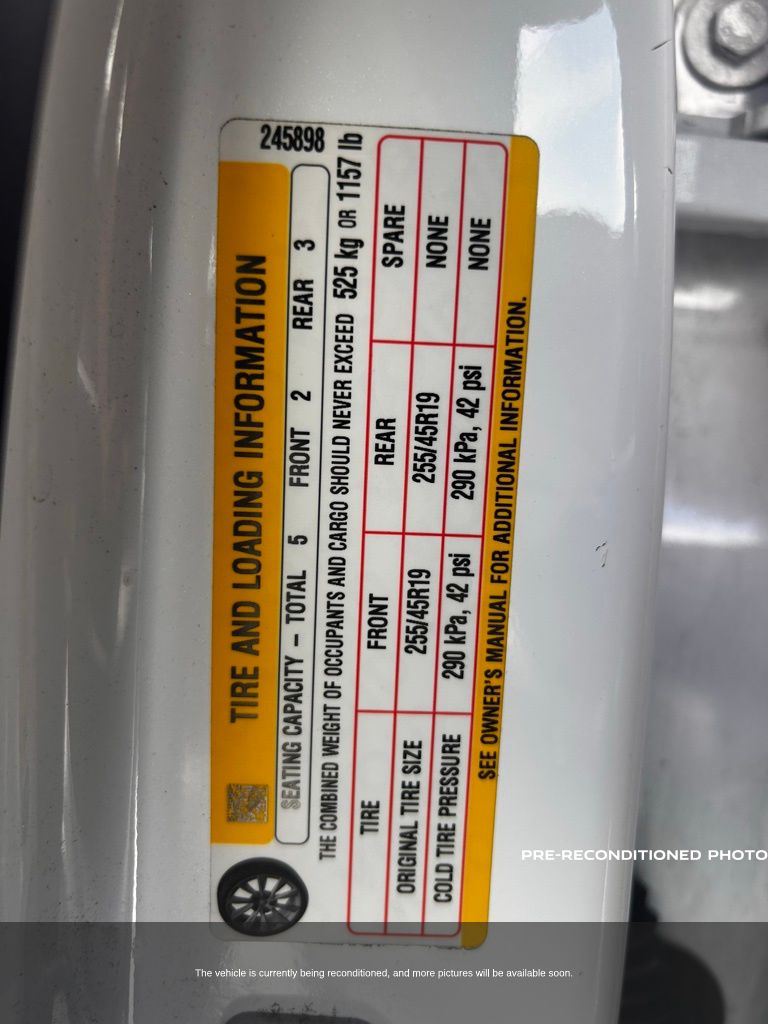 245898
TIRE AND LOADING INFORMATION
SEATING CAPACITY – TOTAL 5 FRONT 2 REAR 3
THE COMBINED WEIGHT OF OCCUPANTS AND CARGO SHOULD NEVER EXCEED 525 kg OR 1157 lb
TIRE FRONT REAR SPARE
ORIGINAL TIRE SIZE 255/45R19 255/45R19 NONE
COLD TIRE PRESSURE 290 kPa, 42 psi 290 kPa, 42 psi NONE
SEE OWNER'S MANUAL FOR ADDITIONAL INFORMATION.
PRE-RECONDITIONED PHOTO
The vehicle is currently being reconditioned, and more pictures will be available soon.